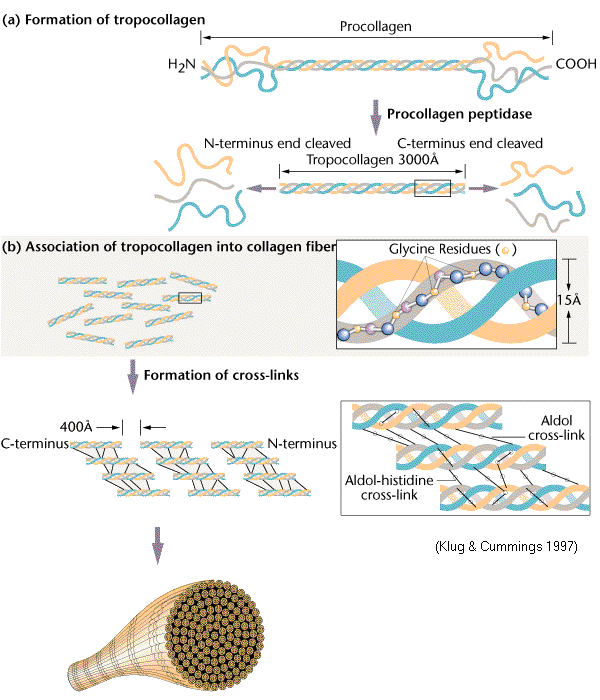 (a) Formation of tropocollagen
Procollagen
H₂N
COOH
Procollagen peptidase
N-terminus end cleaved
C-terminus end cleaved
Tropocollagen 3000Å
(b) Association of tropocollagen into collagen fiber
Glycine Residues ( )
15Å
Formation of cross-links
400Å
C-terminus
N-terminus
Aldol
cross-link
Aldol-histidine
cross-link
(Klug & Cummings 1997)